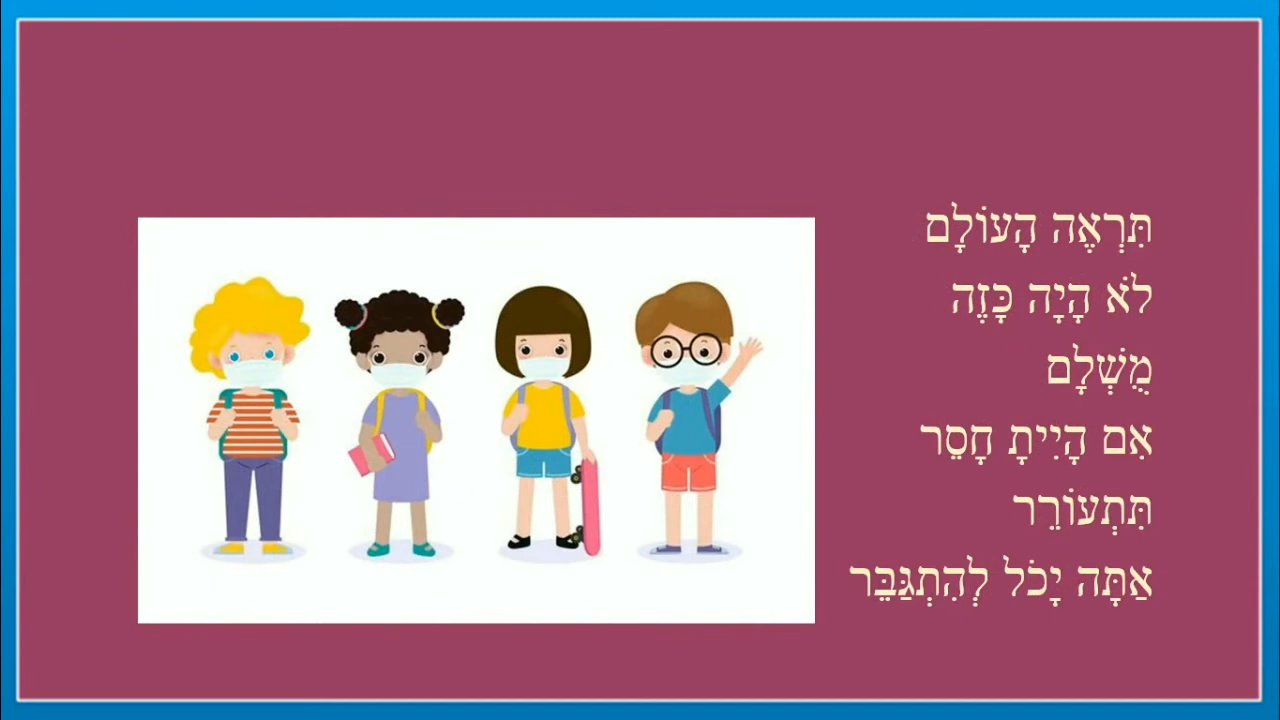 תִּרְאֶה הָעוֹלָם
לֹא הָיָה כָּזֶה
מֻשְׁלָם
אִם הָיִיתָ חָסֵר
תִּתְעוֹרֵר
אַתָּה יָכֹל לְהִתְגַּבֵּר